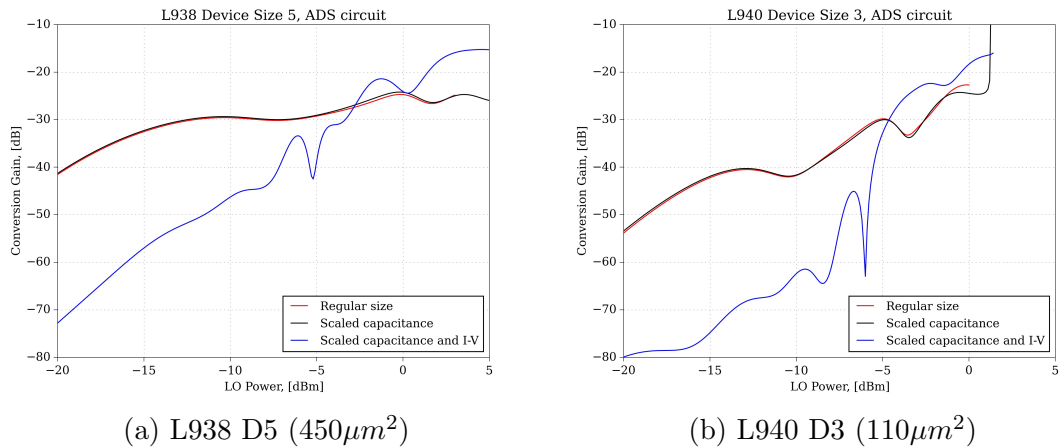 L938 Device Size 5, ADS circuit
−10
−20
−30
−40
−50
−60
−70
−80
Conversion Gain, [dB]
−20
−15
−10
−5
0
5
LO Power, [dBm]
Regular size
Scaled capacitance
Scaled capacitance and I-V
(a) L938 D5 (450μm²)
L940 Device Size 3, ADS circuit
−10
−20
−30
−40
−50
−60
−70
−80
Conversion Gain, [dB]
−20
−15
−10
−5
0
5
LO Power, [dBm]
Regular size
Scaled capacitance
Scaled capacitance and I-V
(b) L940 D3 (110μm²)